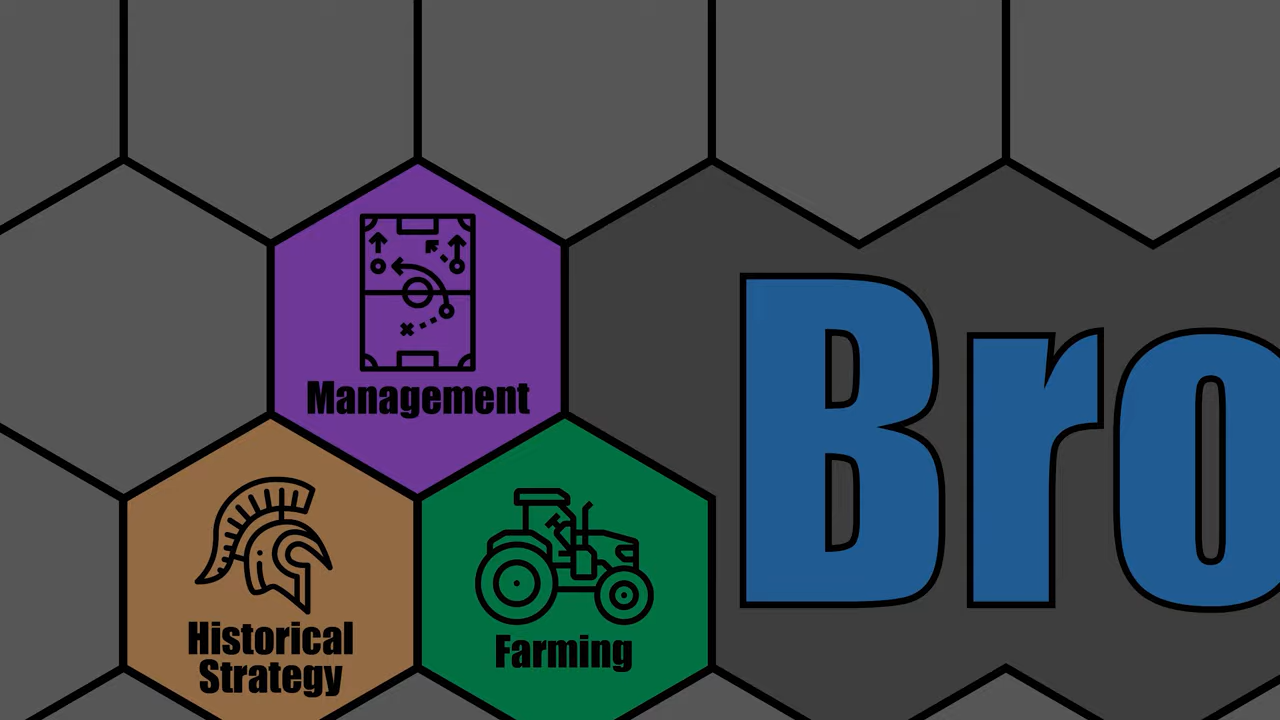 Management
Bro
Historical
Strategy
Farming